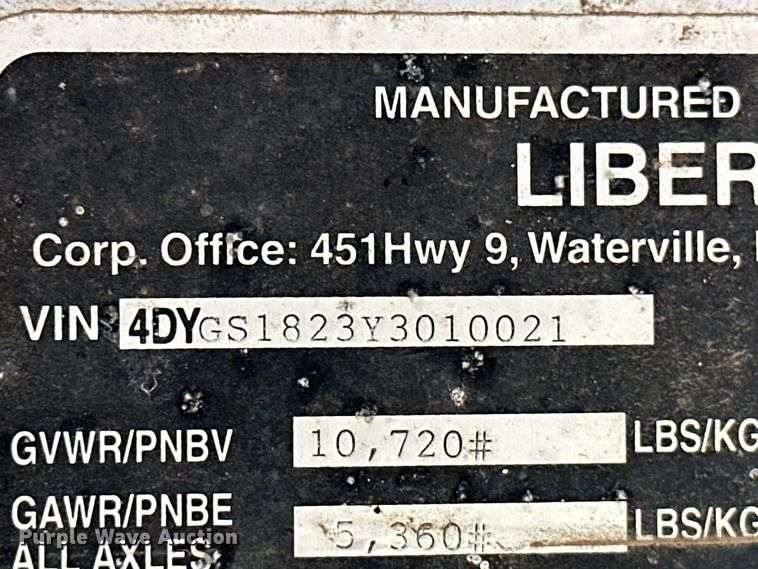 MANUFACTURED
LIBER
Corp. Office: 451Hwy 9, Waterville,
VIN 4DYGS1823Y3010021
GVWR/PNBV 10,720# LBS/KG
GAWR/PNBE
ALL AXLES 5,360# LBS/KG
Purple Wave Auction